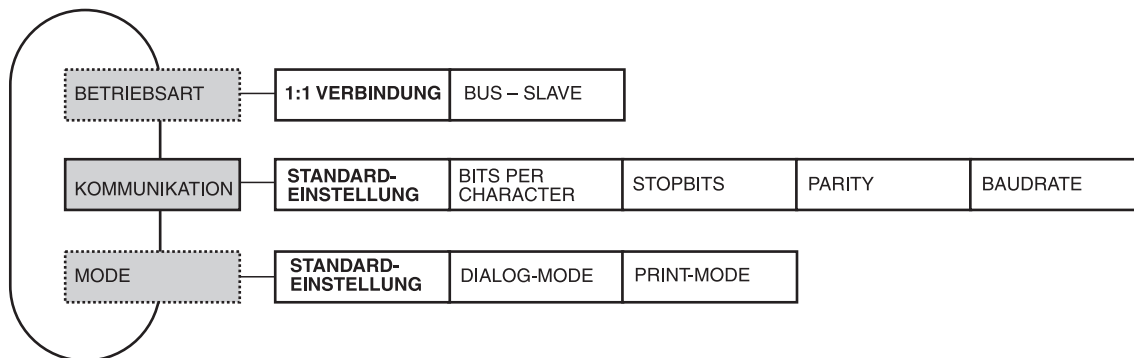 BETRIEBSART
1:1 VERBINDUNG
BUS – SLAVE
KOMMUNIKATION
STANDARD-
EINSTELLUNG
BITS PER
CHARACTER
STOPBITS
PARITY
BAUDRATE
MODE
STANDARD-
EINSTELLUNG
DIALOG-MODE
PRINT-MODE